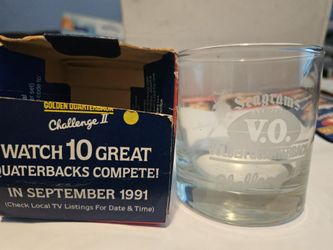 GOLDEN QUARTERBACK
Challenge II
WATCH 10 GREAT
QUATERBACKS COMPETE!
IN SEPTEMBER 1991
(Check Local TV Listings For Date & Time)
Seagram's
V.O.
Challenge